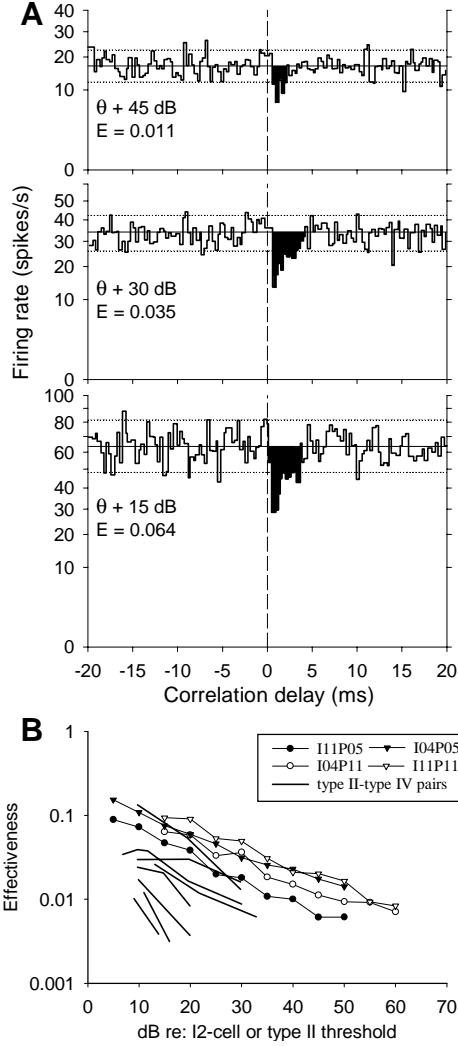 A
40
30
20
10
0
θ + 45 dB
E = 0.011
50
40
30
20
10
0
θ + 30 dB
E = 0.035
Firing rate (spikes/s)
100
80
60
50
40
30
20
10
0
θ + 15 dB
E = 0.064
-20 -15 -10 -5 0 5 10 15 20
Correlation delay (ms)
B
1
0.1
0.01
0.001
Effectiveness
I11P05 I04P05
I04P11 I11P11
type II-type IV pairs
0 10 20 30 40 50 60 70
dB re: I2-cell or type II threshold